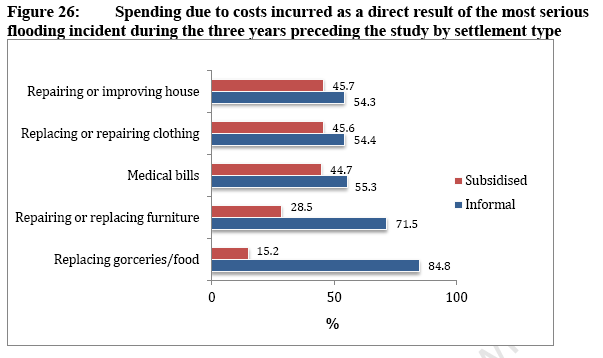 Figure 26: Spending due to costs incurred as a direct result of the most serious
flooding incident during the three years preceding the study by settlement type
Repairing or improving house
45.7
54.3
Replacing or repairing clothing
45.6
54.4
Medical bills
44.7
55.3
Repairing or replacing furniture
28.5
71.5
Replacing gorceries/food
15.2
84.8
Subsidised
Informal
0 50 100
%